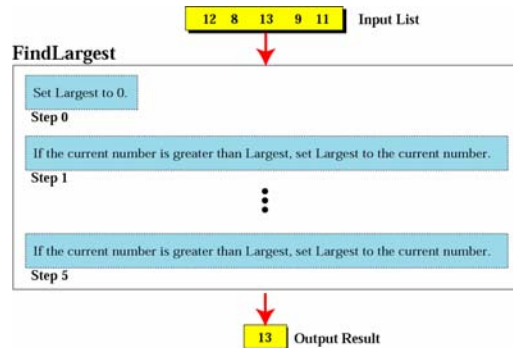 12 8 13 9 11 Input List
FindLargest
Set Largest to 0.
Step 0
If the current number is greater than Largest, set Largest to the current number.
Step 1
If the current number is greater than Largest, set Largest to the current number.
Step 5
13 Output Result